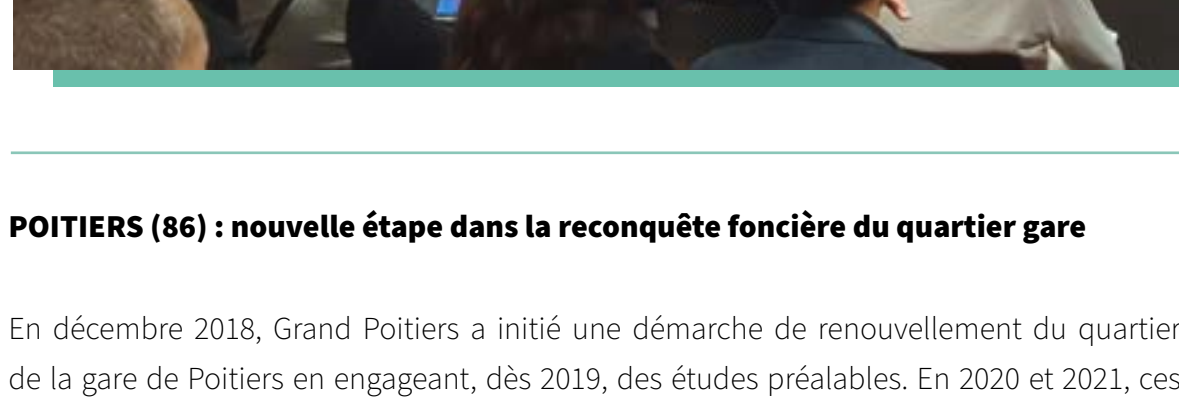 POITIERS (86) : nouvelle étape dans la reconquête foncière du quartier gare
En décembre 2018, Grand Poitiers a initié une démarche de renouvellement du quartier
de la gare de Poitiers en engageant, dès 2019, des études préalables. En 2020 et 2021, ces